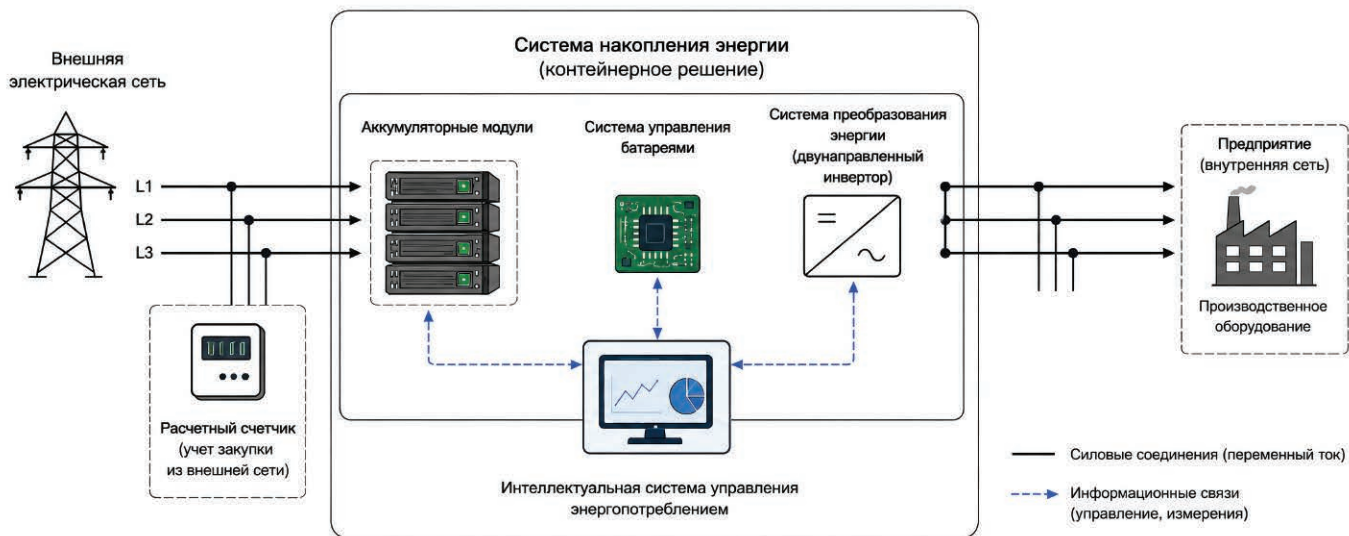 Внешняя
электрическая сеть
L1
L2
L3
Расчетный счетчик
(учет закупки
из внешней сети)
Система накопления энергии
(контейнерное решение)
Аккумуляторные модули
Система управления
батареями
Система преобразования
энергии
(двунаправленный
инвертор)
Интеллектуальная система управления
энергопотреблением
Предприятие
(внутренняя сеть)
Производственное
оборудование
Силовые соединения (переменный ток)
Информационные связи
(управление, измерения)